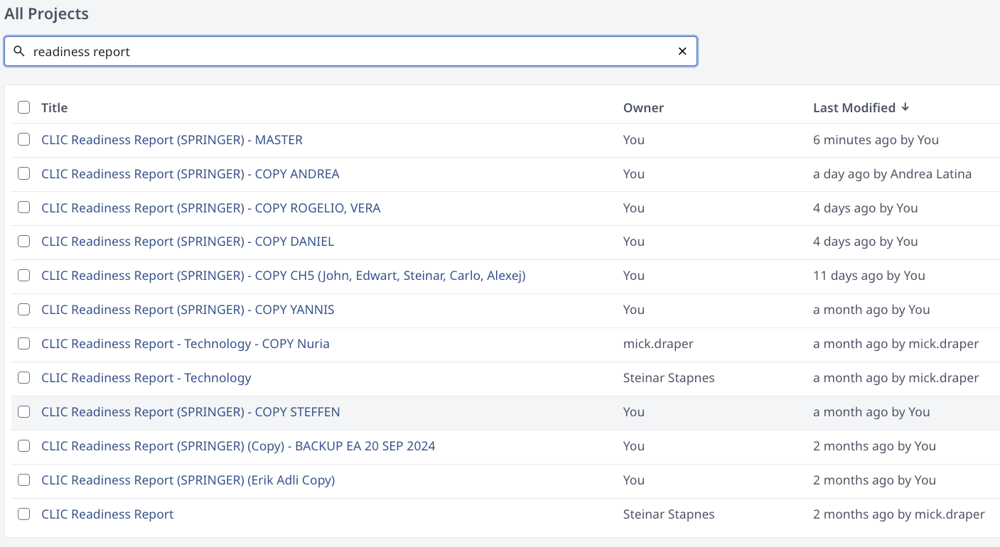 All Projects
readiness report
Title Owner Last Modified
CLIC Readiness Report (SPRINGER) - MASTER You 6 minutes ago by You
CLIC Readiness Report (SPRINGER) - COPY ANDREA You a day ago by Andrea Latina
CLIC Readiness Report (SPRINGER) - COPY ROGELIO, VERA You 4 days ago by You
CLIC Readiness Report (SPRINGER) - COPY DANIEL You 4 days ago by You
CLIC Readiness Report (SPRINGER) - COPY CH5 (John, Edwart, Steinar, Carlo, Alexej) You 11 days ago by You
CLIC Readiness Report (SPRINGER) - COPY YANNIS You a month ago by You
CLIC Readiness Report - Technology - COPY Nuria mick.draper a month ago by mick.draper
CLIC Readiness Report - Technology Steinar Stapnes a month ago by mick.draper
CLIC Readiness Report (SPRINGER) - COPY STEFFEN You a month ago by You
CLIC Readiness Report (SPRINGER) (Copy) - BACKUP EA 20 SEP 2024 You 2 months ago by You
CLIC Readiness Report (SPRINGER) (Erik Adli Copy) You 2 months ago by You
CLIC Readiness Report Steinar Stapnes 2 months ago by mick.draper